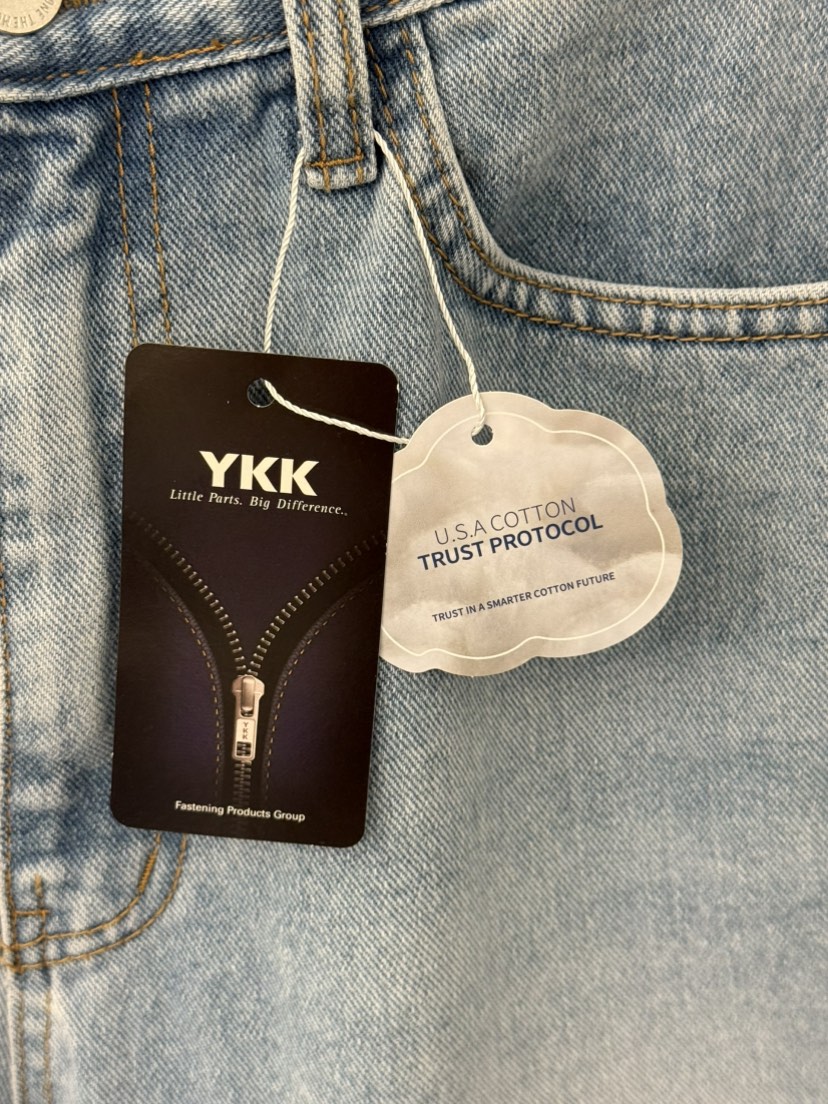 YKK
Little Parts. Big Difference.
YKK
Fastening Products Group
U.S.A COTTON
TRUST PROTOCOL
TRUST IN A SMARTER COTTON FUTURE